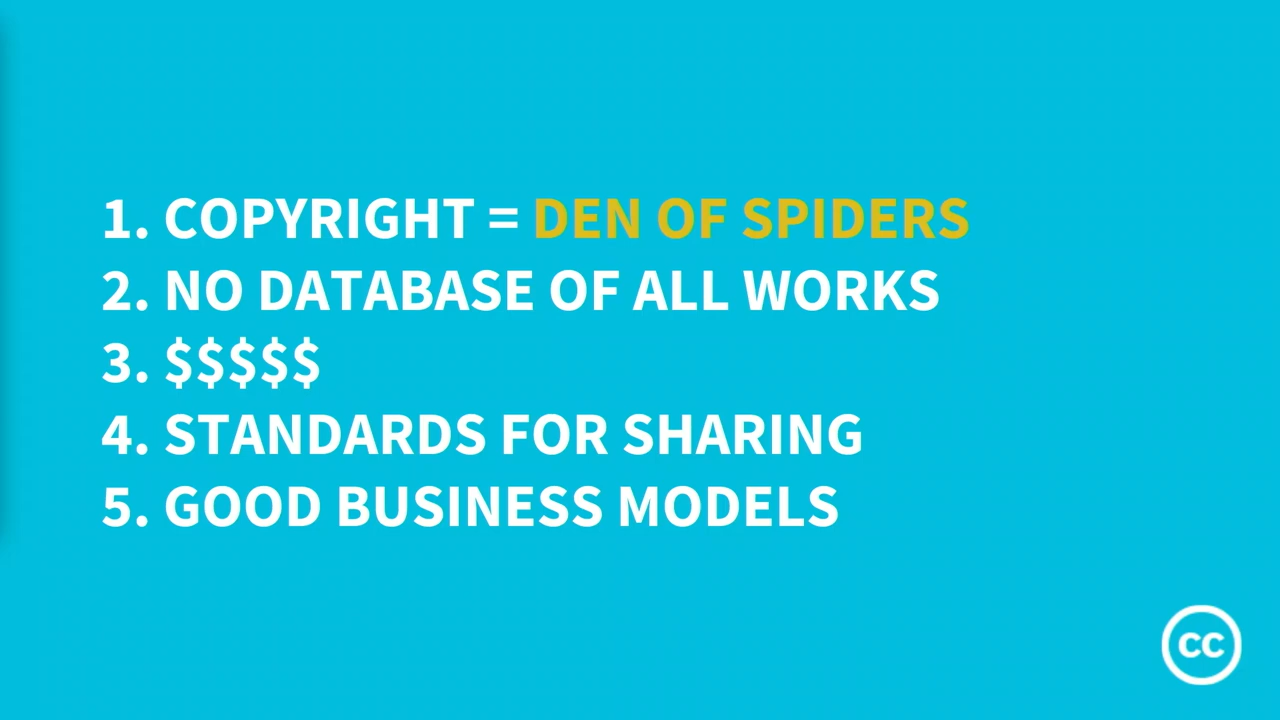 1. COPYRIGHT = DEN OF SPIDERS
2. NO DATABASE OF ALL WORKS
3. $$$$$
4. STANDARDS FOR SHARING
5. GOOD BUSINESS MODELS
cc